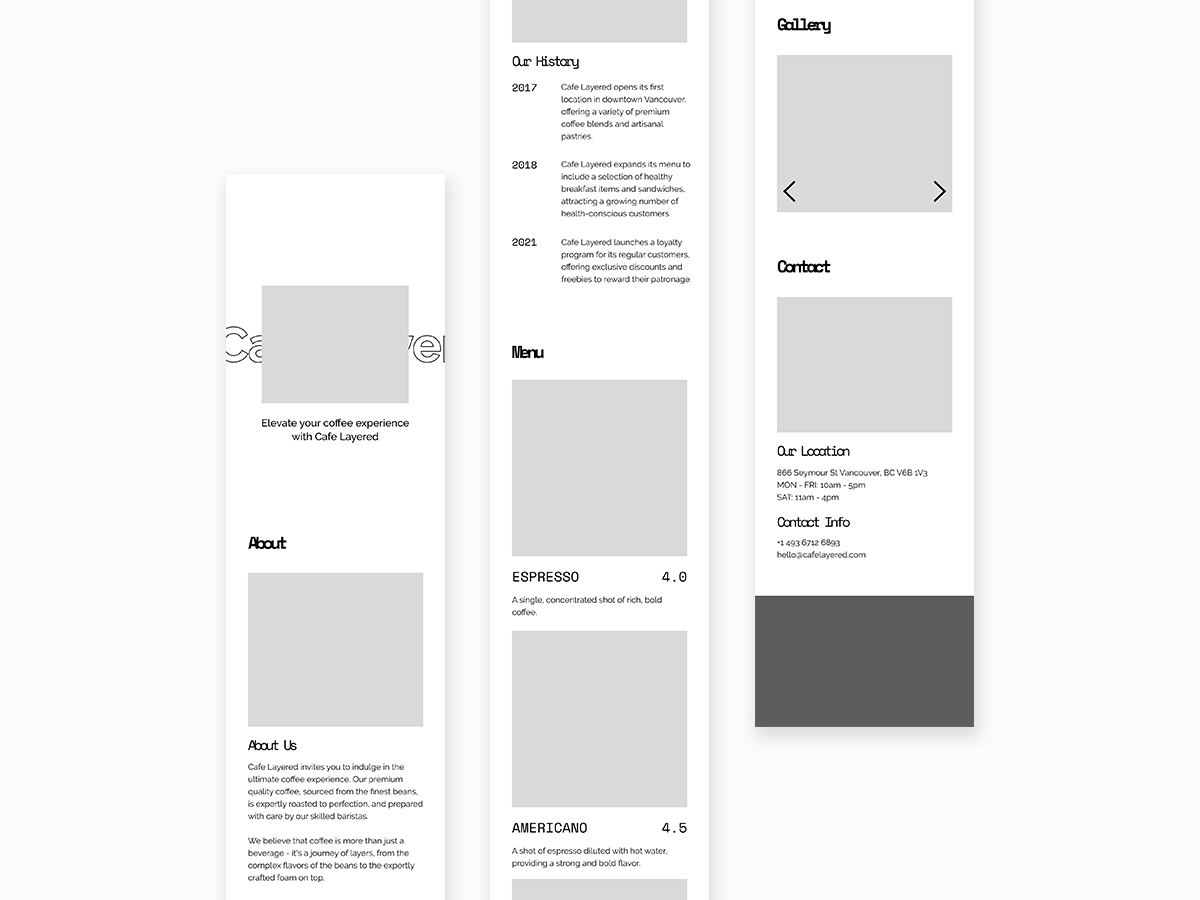 Ca
yer
Elevate your coffee experience
with Cafe Layered
About
About Us
Cafe Layered invites you to indulge in the
ultimate coffee experience. Our premium
quality coffee, sourced from the finest beans,
is expertly roasted to perfection, and prepared
with care by our skilled baristas.
We believe that coffee is more than just a
beverage - it's a journey of layers, from the
complex flavors of the beans to the expertly
crafted foam on top.
Our History
2017
Cafe Layered opens its first
location in downtown Vancouver,
offering a variety of premium
coffee blends and artisanal
pastries.
2018
Cafe Layered expands its menu to
include a selection of healthy
breakfast items and sandwiches,
attracting a growing number of
health-conscious customers.
2021
Cafe Layered launches a loyalty
program for its regular customers,
offering exclusive discounts and
freebies to reward their patronage.
Menu
ESPRESSO 4.0
A single, concentrated shot of rich, bold
coffee.
AMERICANO 4.5
A shot of espresso diluted with hot water,
providing a strong and bold flavor.
Gallery
Contact
Our Location
866 Seymour St Vancouver, BC V6B 1V3
MON - FRI: 10am - 5pm
SAT: 11am - 4pm
Contact Info
+1 493 6712 6893
hello@cafelayered.com